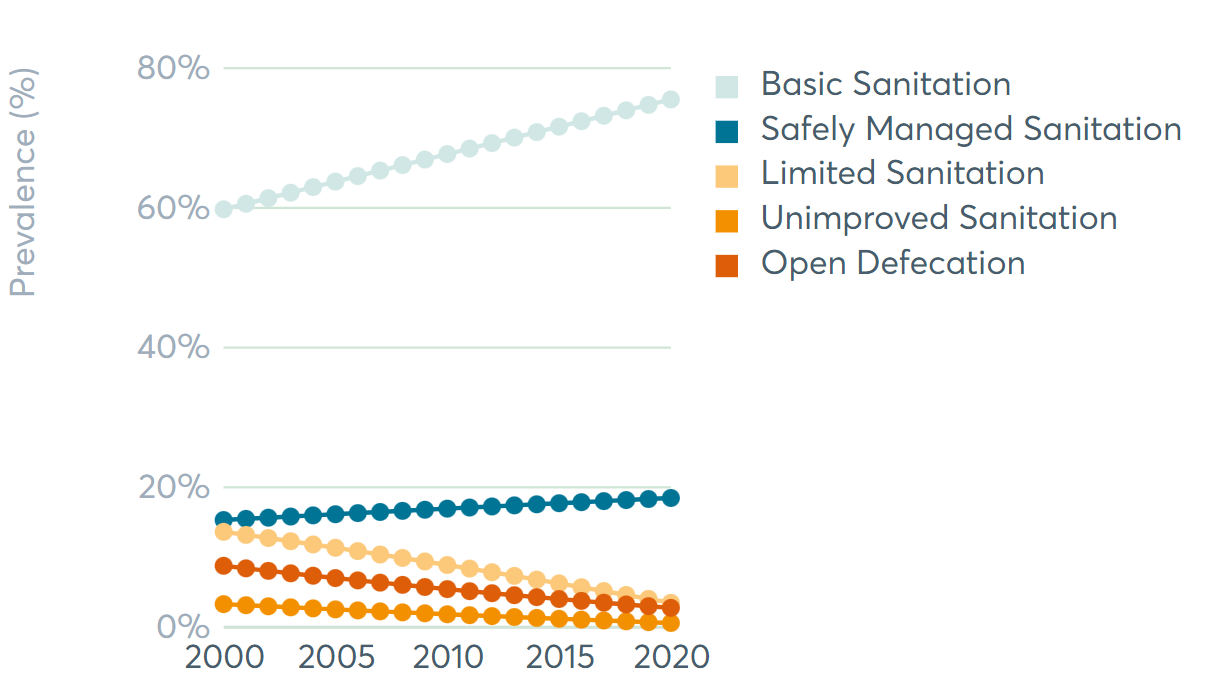 Prevalence (%)
80%
60%
40%
20%
0%
2000 2005 2010 2015 2020
Basic Sanitation
Safely Managed Sanitation
Limited Sanitation
Unimproved Sanitation
Open Defecation